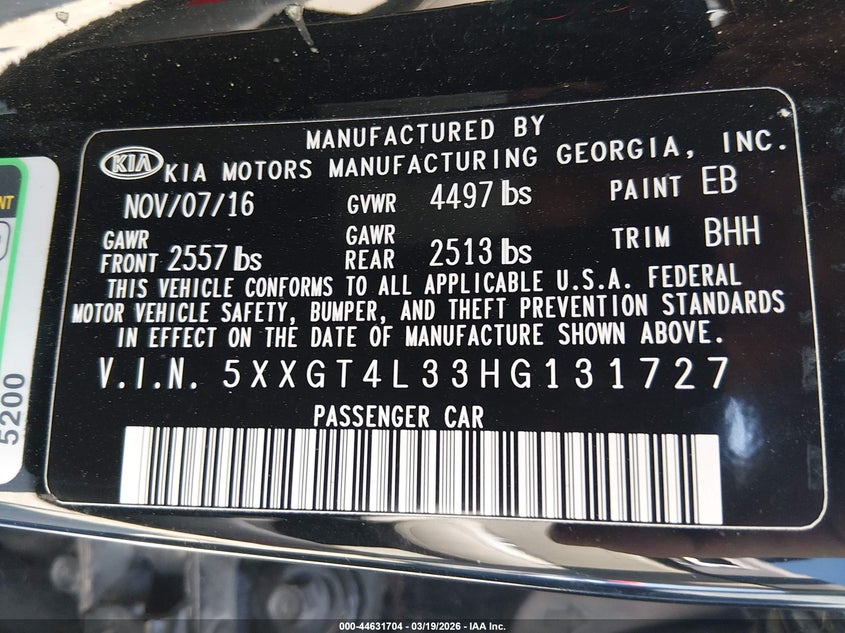 MANUFACTURED BY
KIA KIA MOTORS MANUFACTURING GEORGIA, INC.
NOV/07/16 GVWR 4497 lbs PAINT EB
GAWR FRONT 2557 lbs GAWR REAR 2513 lbs TRIM BHH
THIS VEHICLE CONFORMS TO ALL APPLICABLE U.S.A. FEDERAL
MOTOR VEHICLE SAFETY, BUMPER, AND THEFT PREVENTION STANDARDS
IN EFFECT ON THE DATE OF MANUFACTURE SHOWN ABOVE.
V.I.N. 5XXGT4L33HG131727
PASSENGER CAR
5200
000-44631704 - 03/19/2026 - IAA Inc.